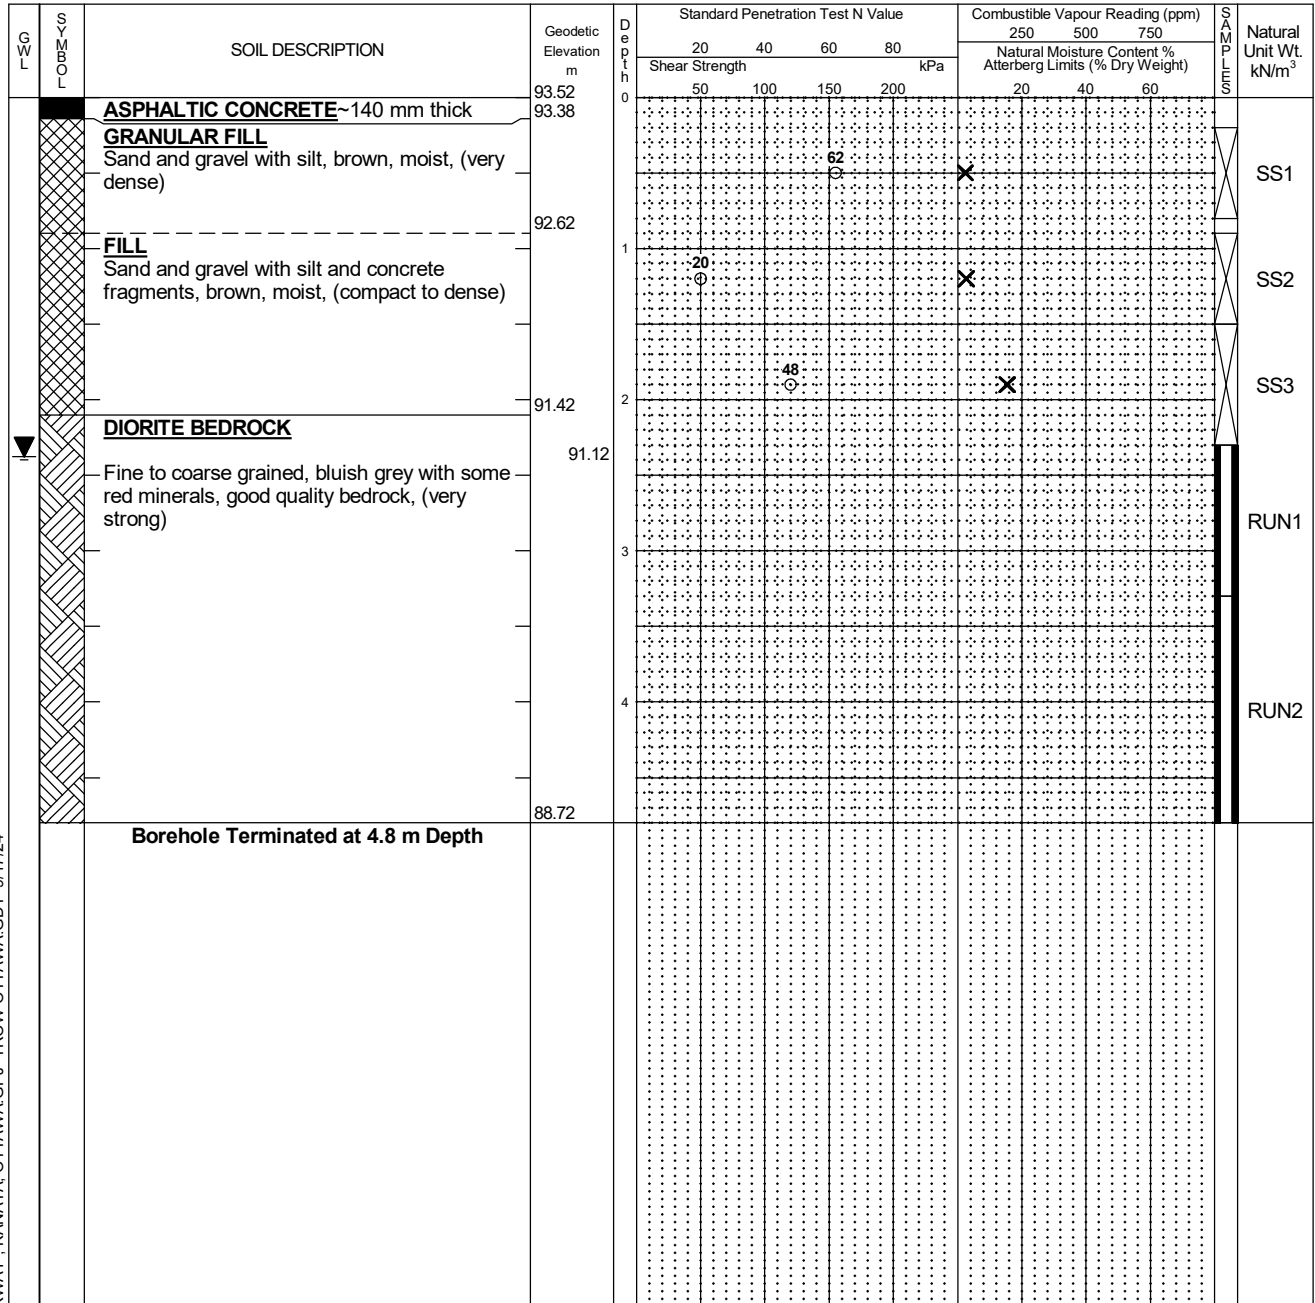 GWL
SYMBOL
SOIL DESCRIPTION
Geodetic
Elevation
m
93.52
Depth
Standard Penetration Test N Value
20 40 60 80
Shear Strength kPa
50 100 150 200
Combustible Vapour Reading (ppm)
250 500 750
Natural Moisture Content %
Atterberg Limits (% Dry Weight)
20 40 60
SAMPLES
Natural
Unit Wt.
kN/m³
0
ASPHALTIC CONCRETE~140 mm thick
93.38
GRANULAR FILL
Sand and gravel with silt, brown, moist, (very
dense)
62
SS1
92.62
FILL
Sand and gravel with silt and concrete
fragments, brown, moist, (compact to dense)
1
20
SS2
48
SS3
2
91.42
DIORITE BEDROCK
91.12
Fine to coarse grained, bluish grey with some
red minerals, good quality bedrock, (very
strong)
RUN1
3
4
RUN2
88.72
Borehole Terminated at 4.8 m Depth